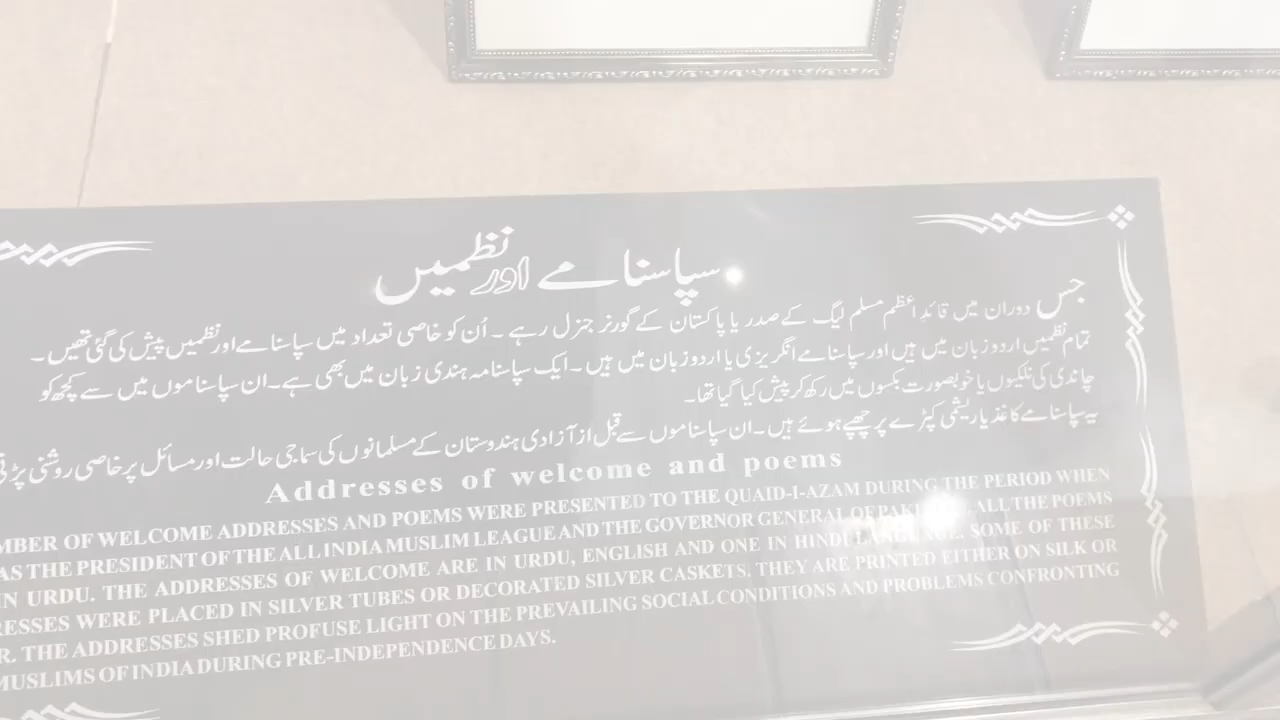 سپاسنامے اور نظمیں
جس دوران میں قائدِ اعظم مسلم لیگ کے صدر یا پاکستان کے گورنر جنرل رہے ۔ اُن کو خاصی تعداد میں سپاسنامے اور نظمیں پیش کی گئی تھیں ۔
تمام نظمیں اردو زبان میں ہیں اور سپاسنامے انگریزی یا اردو زبان میں ہیں ۔ ایک سپاسنامہ ہندی زبان میں بھی ہے۔ ان سپاسناموں میں سے کچھ کو
چاندی کی نلکیوں یا خوبصورت بکسوں میں رکھ کر پیش کیا گیا تھا۔
یہ سپاسنامے کاغذ یا ریشمی کپڑے پر چھپے ہوئے ہیں ۔ ان سپاسناموں سے قبل از آزادی ہندوستان کے مسلمانوں کی سماجی حالت اور مسائل پر خاصی روشنی پڑتی
Addresses of welcome and poems
MBER OF WELCOME ADDRESSES AND POEMS WERE PRESENTED TO THE QUAID-I-AZAM DURING THE PERIOD WHEN
AS THE PRESIDENT OF THE ALL INDIA MUSLIM LEAGUE AND THE GOVERNOR GENERAL OF ALL THE POEMS
IN URDU. THE ADDRESSES OF WELCOME ARE IN URDU, ENGLISH AND ONE IN HINDI SOME OF THESE
RESSES WERE PLACED IN SILVER TUBES OR DECORATED SILVER CASKETS. THEY ARE PRINTED EITHER ON SILK OR
R. THE ADDRESSES SHED PROFUSE LIGHT ON THE PREVAILING SOCIAL CONDITIONS AND PROBLEMS CONFRONTING
MUSLIMS OF INDIA DURING PRE-INDEPENDENCE DAYS.